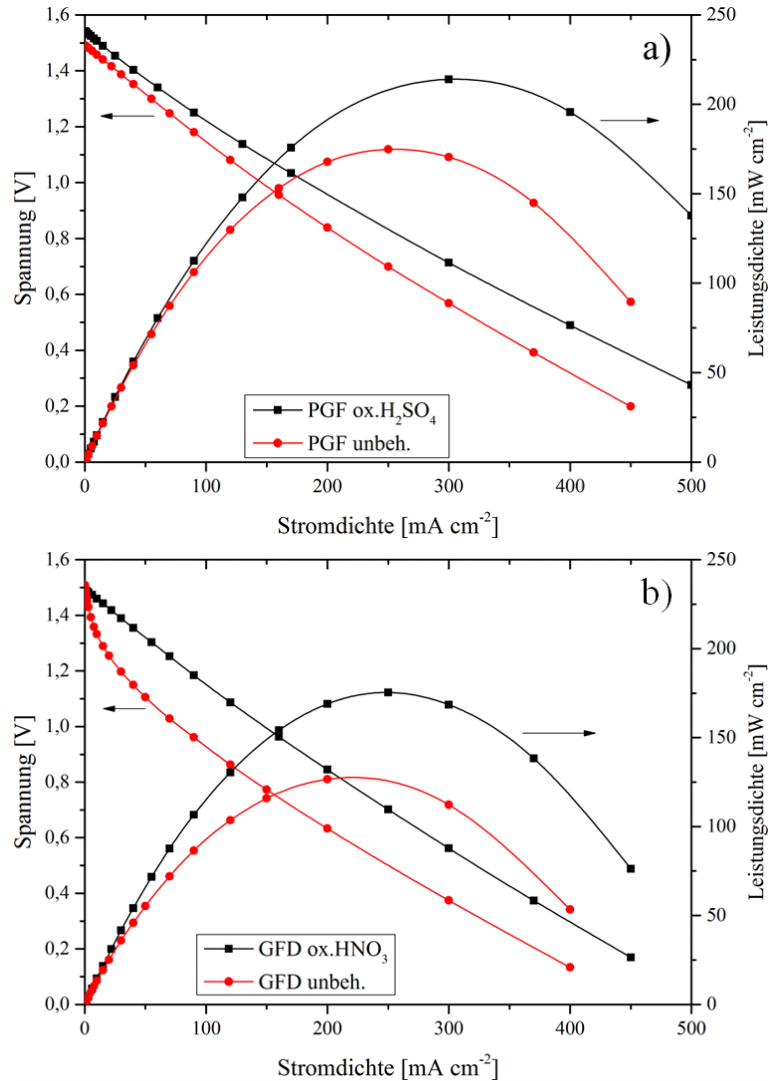 a)
1,6
1,4
1,2
1,0
0,8
0,6
0,4
0,2
0,0
Spannung [V]
250
200
150
100
50
0
Leistungsdichte [mW cm⁻²]
PGF ox.H₂SO₄
PGF unbeh.
0 100 200 300 400 500
Stromdichte [mA cm⁻²]
b)
1,6
1,4
1,2
1,0
0,8
0,6
0,4
0,2
0,0
Spannung [V]
250
200
150
100
50
0
Leistungsdichte [mW cm⁻²]
GFD ox.HNO₃
GFD unbeh.
0 100 200 300 400 500
Stromdichte [mA cm⁻²]